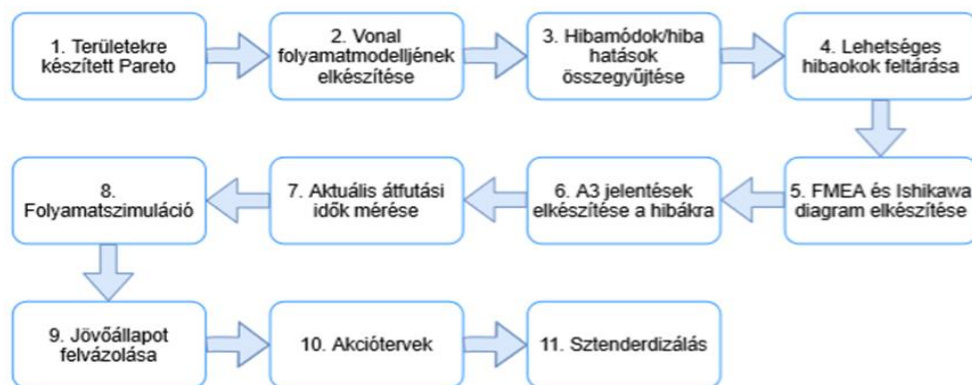 1. Területekre
készített Pareto
2. Vonal
folyamatmodelljének
elkészítése
3. Hibamódok/hiba
hatások
összegyűjtése
4. Lehetséges
hibaokok feltárása
5. FMEA és Ishikawa
diagram elkészítése
6. A3 jelentések
elkészítése a hibákra
7. Aktuális átfutási
idők mérése
8.
Folyamatszimuláció
9. Jövőállapot
felvázolása
10. Akciótervek
11. Sztenderdizálás